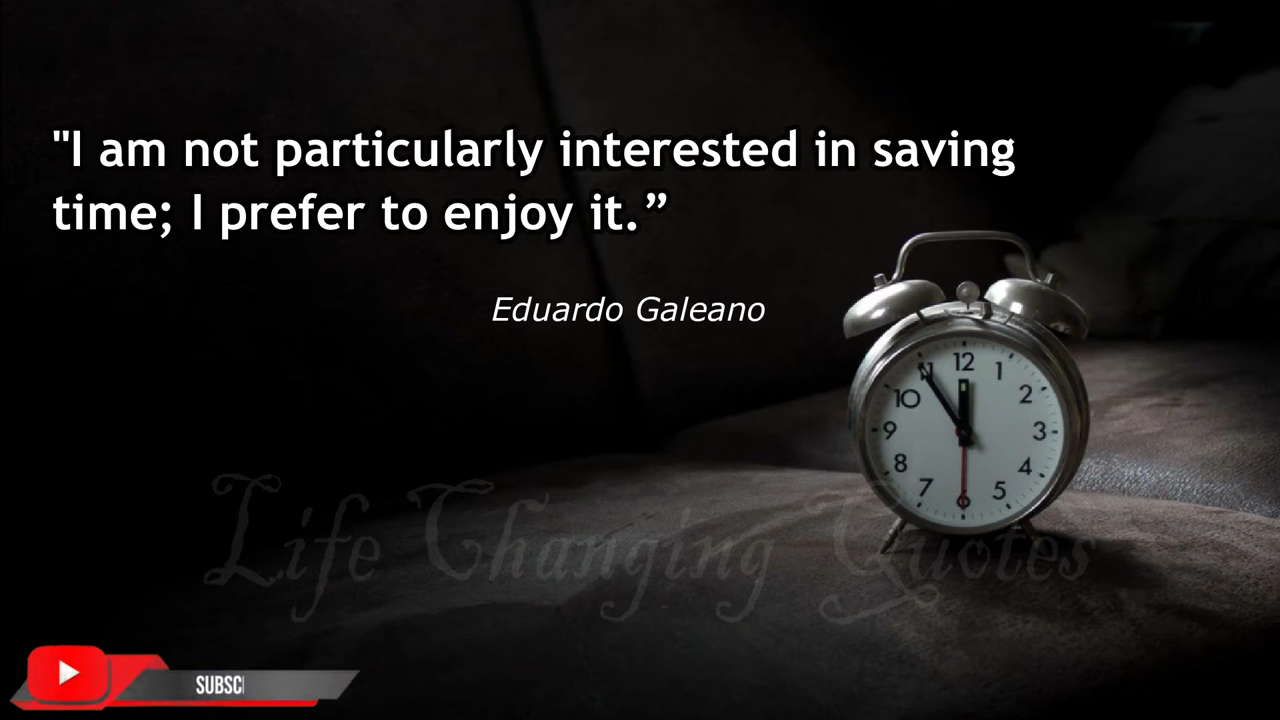 "I am not particularly interested in saving
time; I prefer to enjoy it.”
Eduardo Galeano
12
1
2
3
4
5
6
7
8
9
10
11
Life Changing Quotes
SUBSC